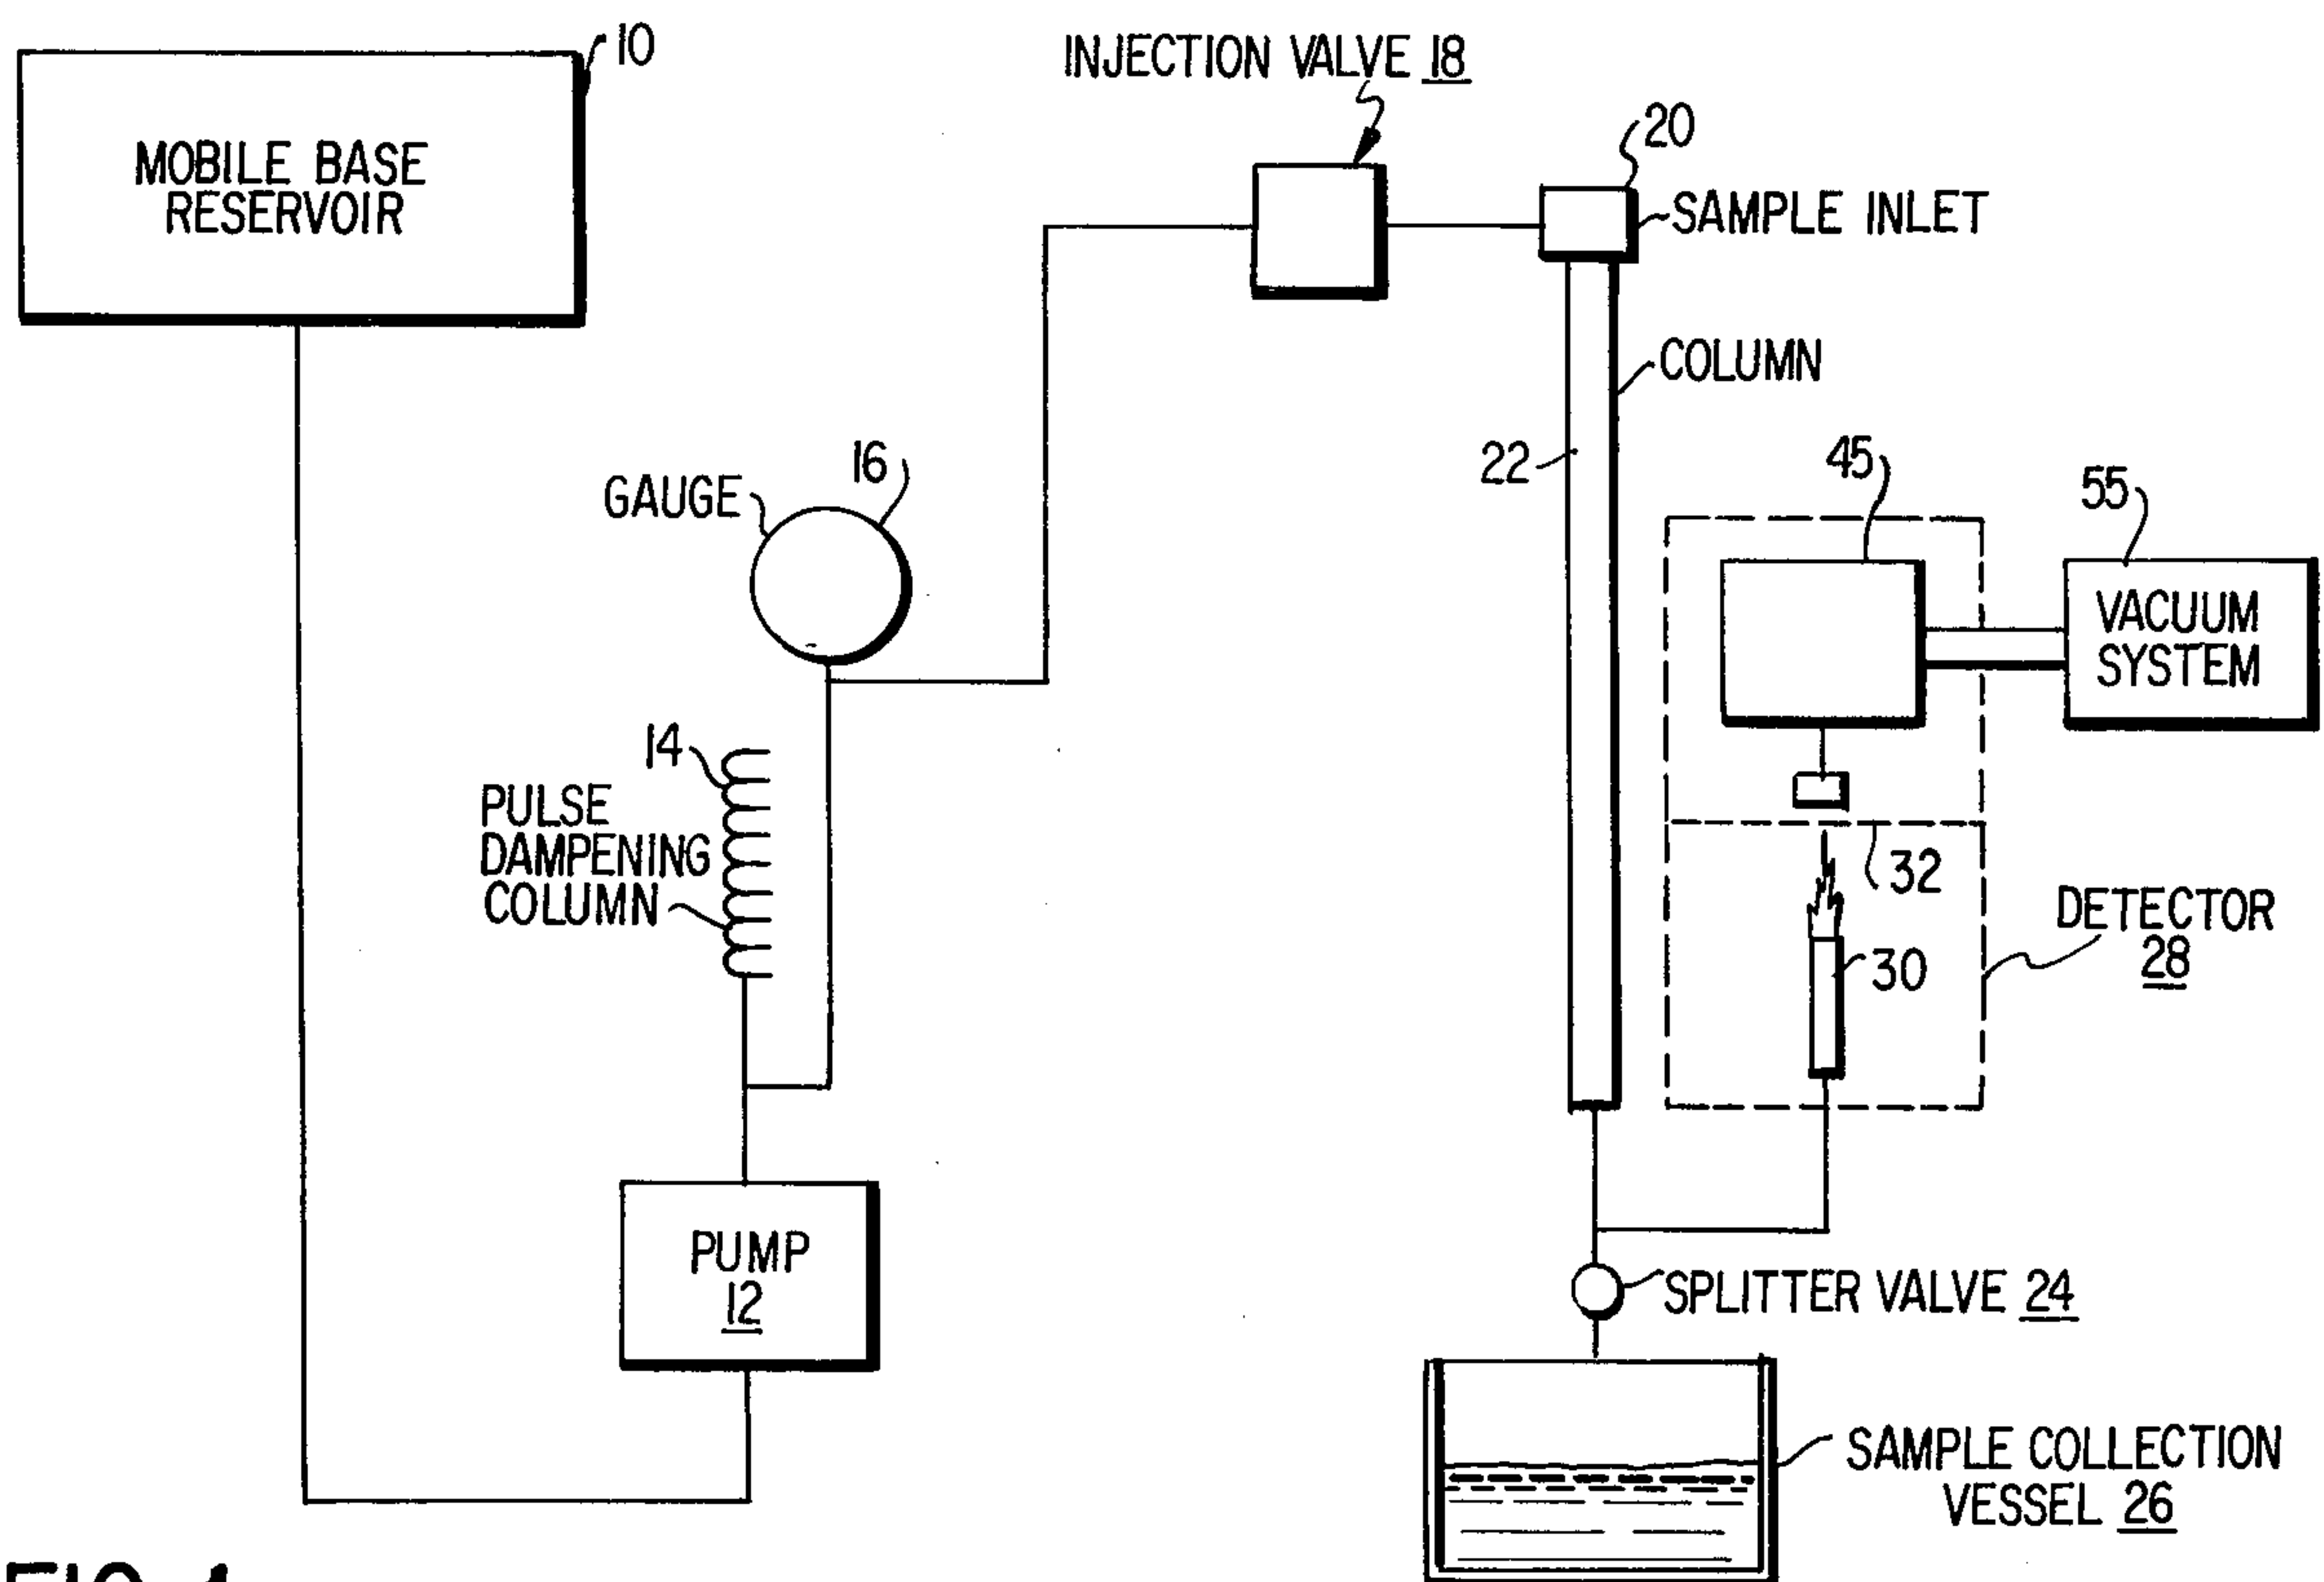 10
MOBILE BASE
RESERVOIR
INJECTION VALVE 18
20
SAMPLE INLET
COLUMN
22
GAUGE
16
45
55
VACUUM
SYSTEM
14
PULSE
DAMPENING
COLUMN
32
30
DETECTOR
28
PUMP
12
SPLITTER VALVE 24
SAMPLE COLLECTION
VESSEL 26